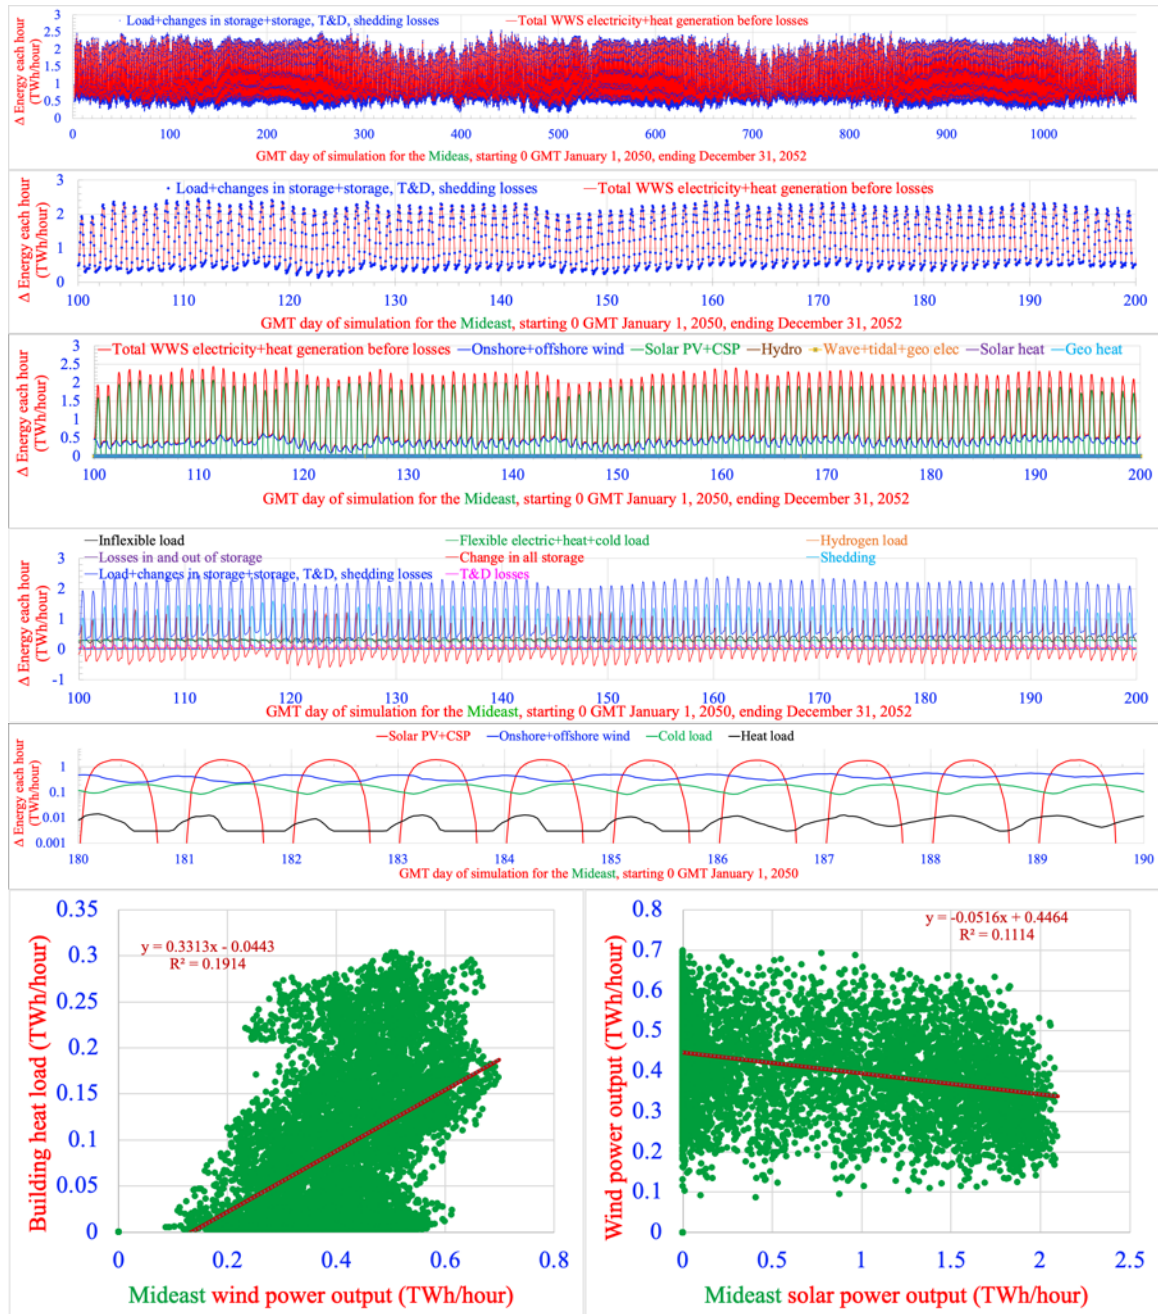 Load+changes in storage+storage, T&D, shedding losses
Total WWS electricity+heat generation before losses
Δ Energy each hour
(TWh/hour)
3
2.5
2
1.5
1
0.5
0
0 100 200 300 400 500 600 700 800 900 1000
GMT day of simulation for the Mideas, starting 0 GMT January 1, 2050, ending December 31, 2052
Load+changes in storage+storage, T&D, shedding losses
Total WWS electricity+heat generation before losses
Δ Energy each hour
(TWh/hour)
3
2
1
0
100 110 120 130 140 150 160 170 180 190 200
GMT day of simulation for the Mideast, starting 0 GMT January 1, 2050, ending December 31, 2052
Total WWS electricity+heat generation before losses Onshore+offshore wind Solar PV+CSP Hydro Wave+tidal+geo elec Solar heat Geo heat
Δ Energy each hour
(TWh/hour)
3
2.5
2
1.5
1
0.5
0
100 110 120 130 140 150 160 170 180 190 200
GMT day of simulation for the Mideast, starting 0 GMT January 1, 2050, ending December 31, 2052
Inflexible load Flexible electric+heat+cold load Hydrogen load
Losses in and out of storage Change in all storage Shedding
Load+changes in storage+storage, T&D, shedding losses T&D losses
Δ Energy each hour
(TWh/hour)
3
2
1
0
-1
100 110 120 130 140 150 160 170 180 190 200
GMT day of simulation for the Mideast, starting 0 GMT January 1, 2050, ending December 31, 2052
Solar PV+CSP Onshore+offshore wind Cold load Heat load
Δ Energy each hour
(TWh/hour)
1
0.1
0.01
0.001
180 181 182 183 184 185 186 187 188 189 190
GMT day of simulation for the Mideast, starting 0 GMT January 1, 2050
Building heat load (TWh/hour)
0.35
0.3
0.25
0.2
0.15
0.1
0.05
0
y = 0.3313x - 0.0443
R² = 0.1914
0 0.2 0.4 0.6 0.8
Mideast wind power output (TWh/hour)
Wind power output (TWh/hour)
0.8
0.7
0.6
0.5
0.4
0.3
0.2
0.1
0
y = -0.0516x + 0.4464
R² = 0.1114
0 0.5 1 1.5 2 2.5
Mideast solar power output (TWh/hour)